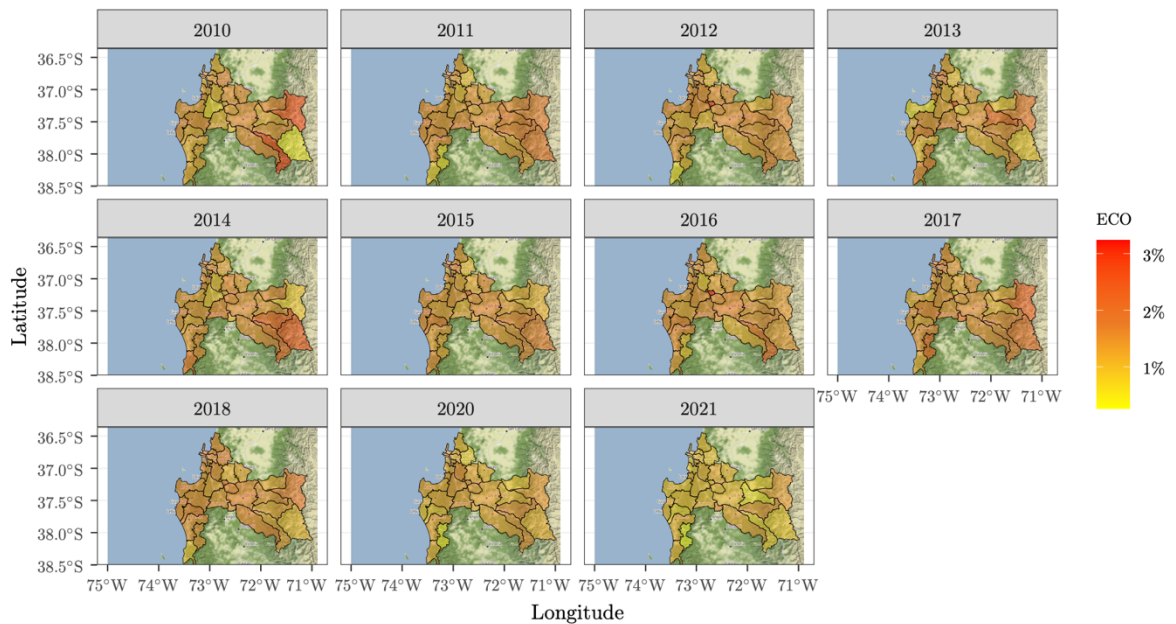 2010 2011 2012 2013
36.5°S
37.0°S
37.5°S
38.0°S
38.5°S
2014 2015 2016 2017
36.5°S
37.0°S
37.5°S
38.0°S
38.5°S
75°W 74°W 73°W 72°W 71°W
2018 2020 2021
36.5°S
37.0°S
37.5°S
38.0°S
38.5°S
75°W 74°W 73°W 72°W 71°W 75°W 74°W 73°W 72°W 71°W 75°W 74°W 73°W 72°W 71°W
Latitude
Longitude
ECO
3%
2%
1%